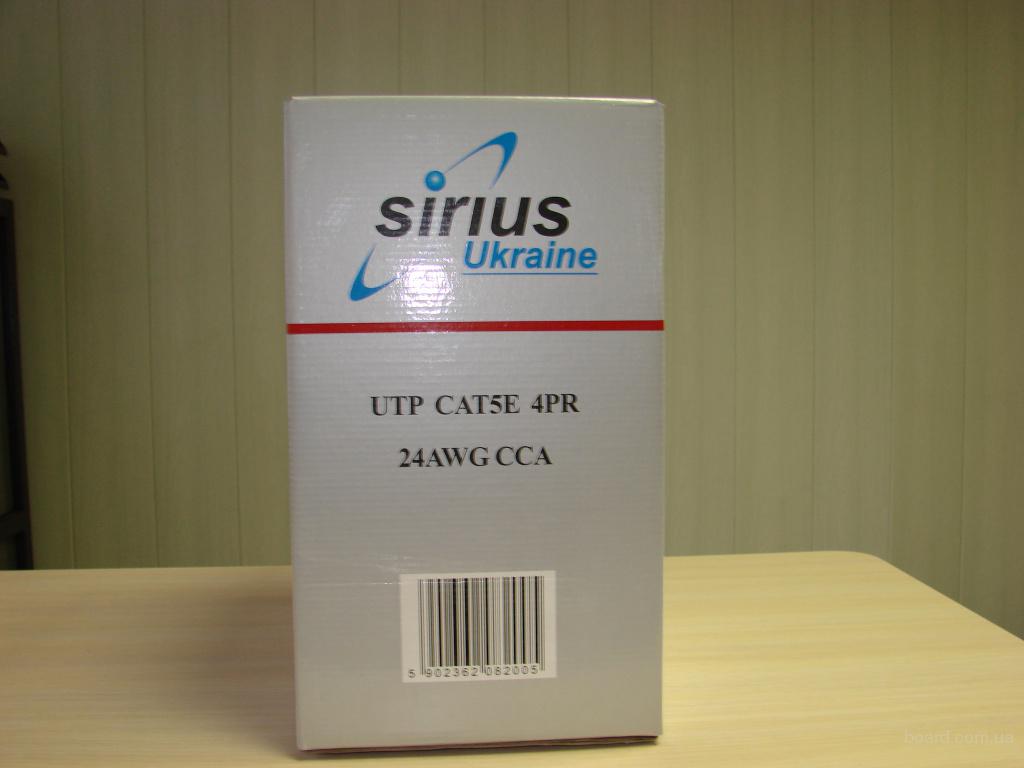 sirius
Ukraine
UTP CAT5E 4PR
24AWG CCA
5 902362 082005
board.com.ua